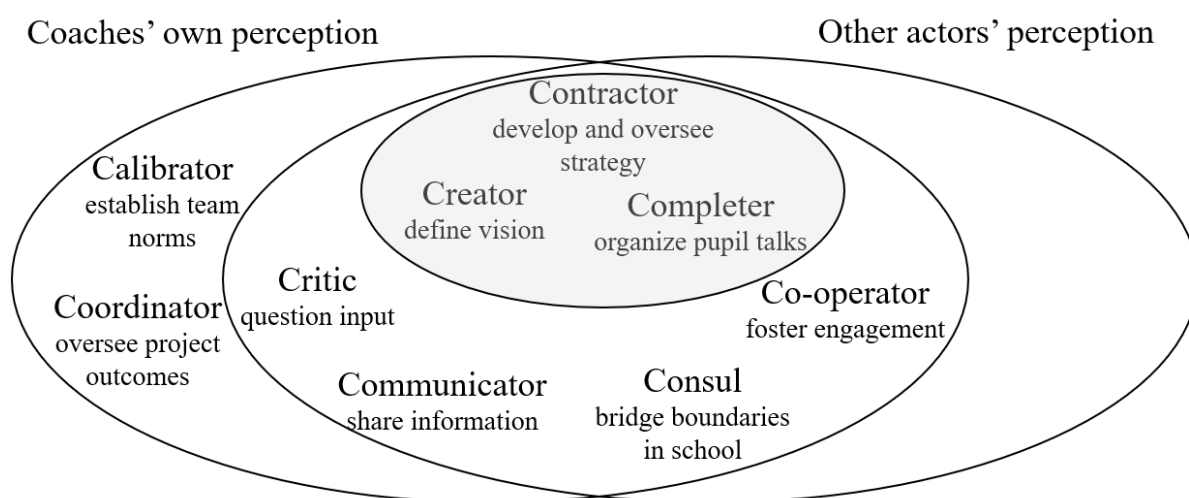 Coaches’ own perception
Other actors’ perception
Contractor
develop and oversee
strategy
Calibrator
establish team
norms
Creator
define vision
Completer
organize pupil talks
Critic
question input
Co-operator
foster engagement
Coordinator
oversee project
outcomes
Communicator
share information
Consul
bridge boundaries
in school